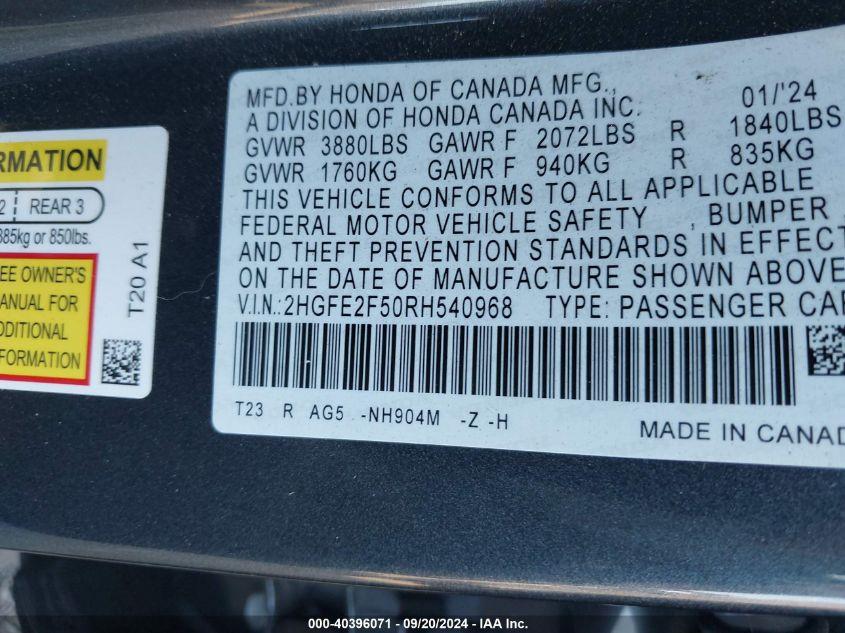 RMATION
2 REAR 3
385kg or 850lbs.
EE OWNER'S
ANUAL FOR
DDITIONAL
FORMATION
T20 A1
MFD.BY HONDA OF CANADA MFG., 01/'24
A DIVISION OF HONDA CANADA INC.
GVWR 3880LBS GAWR F 2072LBS R 1840LBS
GVWR 1760KG GAWR F 940KG R 835KG
THIS VEHICLE CONFORMS TO ALL APPLICABLE
FEDERAL MOTOR VEHICLE SAFETY , BUMPER ,
AND THEFT PREVENTION STANDARDS IN EFFECT
ON THE DATE OF MANUFACTURE SHOWN ABOVE
V.I.N.:2HGFE2F50RH540968 TYPE: PASSENGER CAR
T23 R AG5 -NH904M -Z -H
MADE IN CANAD
000-40396071 - 09/20/2024 - IAA Inc.